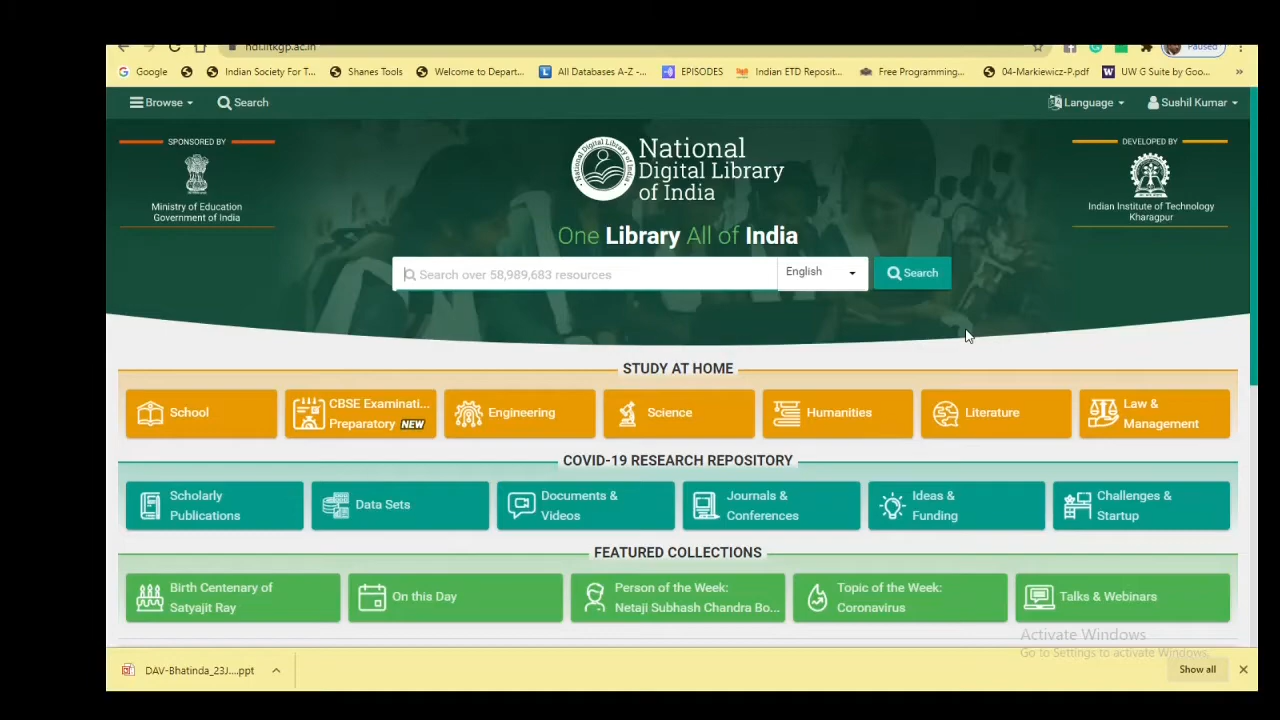 ndl.iitkgp.ac.in
Paused
Google
Indian Society For T...
Shanes Tools
Welcome to Depart...
All Databases A-Z -...
EPISODES
Indian ETD Reposit...
Free Programming...
04-Markiewicz-P.pdf
UW G Suite by Goo...
»
Browse
Search
Language
Sushil Kumar
SPONSORED BY
Ministry of Education
Government of India
National
Digital Library
of India
DEVELOPED BY
Indian Institute of Technology
Kharagpur
One Library All of India
Search over 58,989,683 resources
English
Search
STUDY AT HOME
School
CBSE Examinati...
Preparatory NEW
Engineering
Science
Humanities
Literature
Law &
Management
COVID-19 RESEARCH REPOSITORY
Scholarly
Publications
Data Sets
Documents &
Videos
Journals &
Conferences
Ideas &
Funding
Challenges &
Startup
FEATURED COLLECTIONS
Birth Centenary of
Satyajit Ray
On this Day
Person of the Week:
Netaji Subhash Chandra Bo...
Topic of the Week:
Coronavirus
Talks & Webinars
Activate Windows
Go to Settings to activate Windows.
DAV-Bhatinda_23J....ppt
Show all